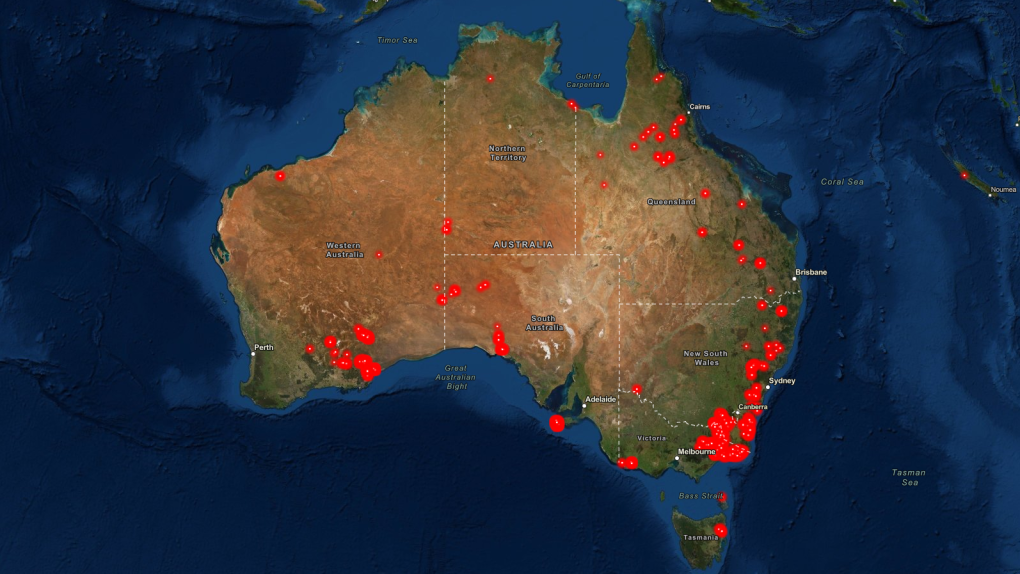 Timor Sea
Gulf of
Carpentaria
Cairns
Northern
Territory
Coral Sea
Noumea
Queensland
Western
Australia
AUSTRALIA
Brisbane
South
Australia
Perth
New South
Wales
Great
Australian
Bight
Sydney
Adelaide
Canberra
Victoria
Melbourne
Tasman
Sea
Bass Strait
Tasmania